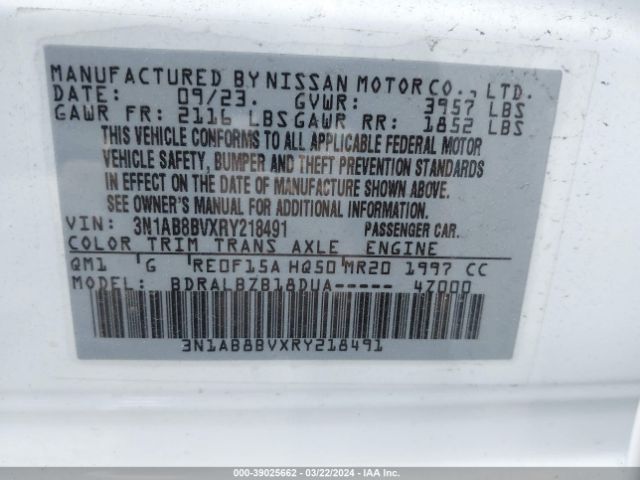 MANUFACTURED BY NISSAN MOTOR CO., LTD.
DATE: 09/23. GVWR: 3957 LBS
GAWR FR: 2116 LBS GAWR RR: 1852 LBS
THIS VEHICLE CONFORMS TO ALL APPLICABLE FEDERAL MOTOR
VEHICLE SAFETY, BUMPER AND THEFT PREVENTION STANDARDS
IN EFFECT ON THE DATE OF MANUFACTURE SHOWN ABOVE.
SEE OWNER'S MANUAL FOR ADDITIONAL INFORMATION.
VIN: 3N1AB8BVXRY218491 PASSENGER CAR.
COLOR TRIM TRANS AXLE ENGINE
QM1 G RE0F15A HQ50 MR20 1997 CC
MODEL: BDRALBZB18DUA----- 4Z000
3N1AB8BVXRY218491
000-39025662 - 03/22/2024 - IAA Inc.